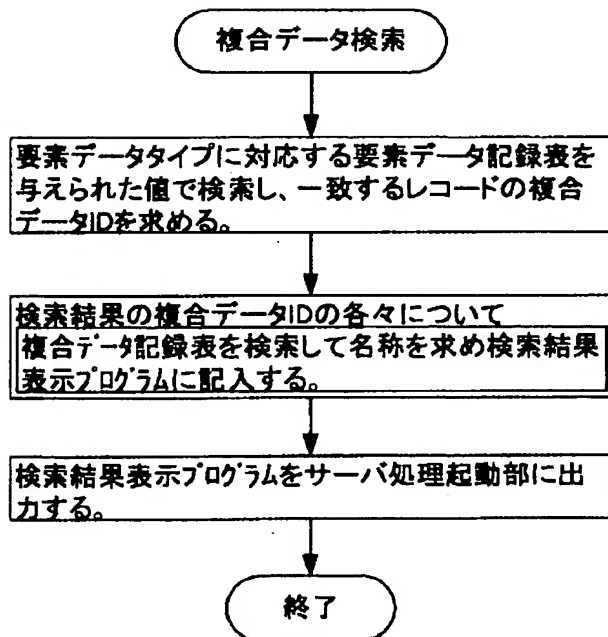 複合データ検索
要素データタイプに対応する要素データ記録表を
与えられた値で検索し、一致するレコードの複合
データIDを求める。
検索結果の複合データIDの各々について
複合データ記録表を検索して名称を求め検索結果
表示プログラムに記入する。
検索結果表示プログラムをサーバ処理起動部に出
力する。
終了